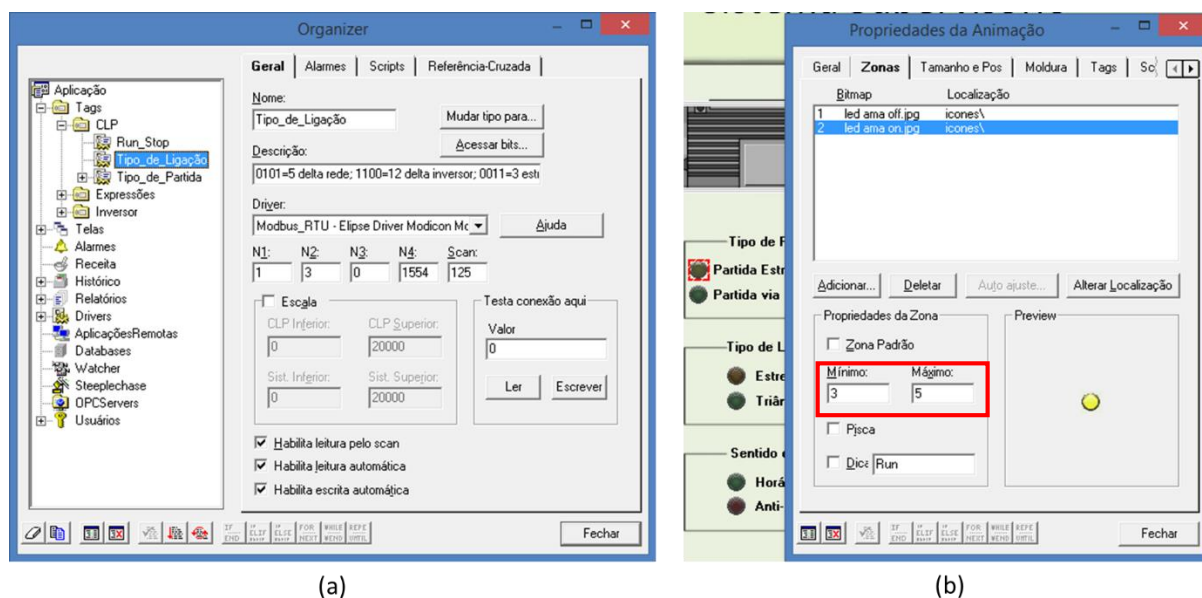 Organizer
Aplicação
Tags
CLP
Run_Stop
Tipo_de_Ligação
Tipo_de_Partida
Expressões
Inversor
Telas
Alarmes
Receita
Histórico
Relatórios
Drivers
AplicaçõesRemotas
Databases
Watcher
Steeplechase
OPCServers
Usuários
Geral Alarmes Scripts Referência-Cruzada
Nome:
Tipo_de_Ligação Mudar tipo para...
Descrição: Acessar bits...
0101=5 delta rede; 1100=12 delta inversor; 0011=3 estr
Driver:
Modbus_RTU - Elipse Driver Modicon Mc Ajuda
N1: N2: N3: N4: Scan:
1 3 0 1554 125
Escala
CLP Inferior: CLP Superior:
0 20000
Sist. Inferior: Sist. Superior:
0 20000
Testa conexão aqui
Valor
0
Ler Escrever
Habilita leitura pelo scan
Habilita leitura automática
Habilita escrita automática
Fechar
(a)
Tipo de P
Partida Estr
Partida via
Tipo de L
Estre
Triân
Sentido
Horá
Anti-
Propriedades da Animação
Geral Zonas Tamanho e Pos Moldura Tags Sc
Bitmap Localização
1 led ama off.jpg icones\
2 led ama on.jpg icones\
Adicionar... Deletar Auto ajuste... Alterar Localização
Propriedades da Zona
Zona Padrão
Mínimo: Máximo:
3 5
Pisca
Dica Run
Preview
Fechar
(b)